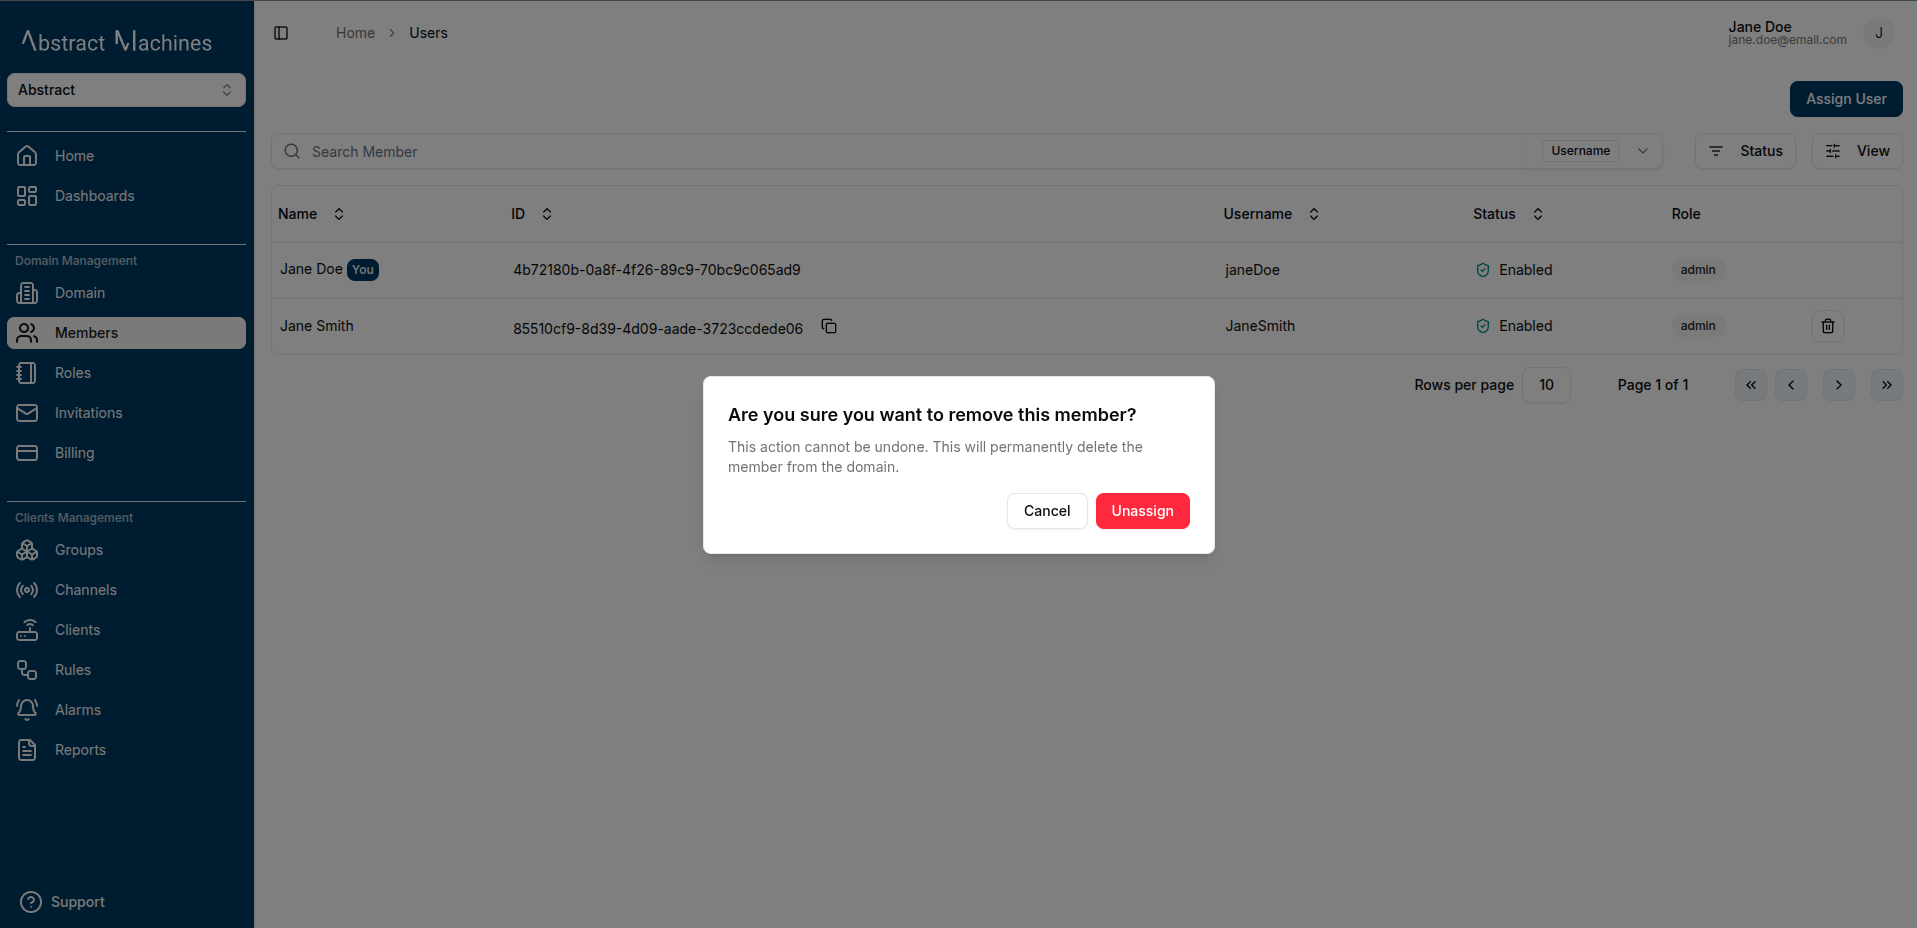 Abstract Machines
Abstract
Home
Dashboards
Domain Management
Domain
Members
Roles
Invitations
Billing
Clients Management
Groups
Channels
Clients
Rules
Alarms
Reports
Support
Home > Users
Jane Doe
jane.doe@email.com
J
Assign User
Search Member
Username
Status
View
Name ID Username Status Role
Jane Doe You 4b72180b-0a8f-4f26-89c9-70bc9c065ad9 janeDoe Enabled admin
Jane Smith 85510cf9-8d39-4d09-aade-3723ccdede06 JaneSmith Enabled admin
Rows per page 10 Page 1 of 1
Are you sure you want to remove this member?
This action cannot be undone. This will permanently delete the
member from the domain.
Cancel Unassign